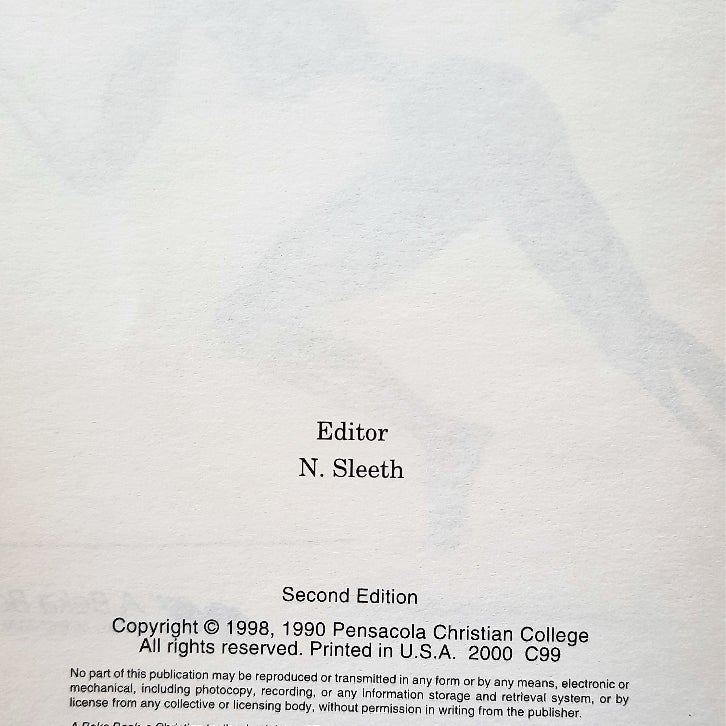 Editor
N. Sleeth
Second Edition
Copyright © 1998, 1990 Pensacola Christian College
All rights reserved. Printed in U.S.A. 2000 C99
No part of this publication may be reproduced or transmitted in any form or by any means, electronic or
mechanical, including photocopy, recording, or any information storage and retrieval system, or by
license from any collective or licensing body, without permission in writing from the publisher.